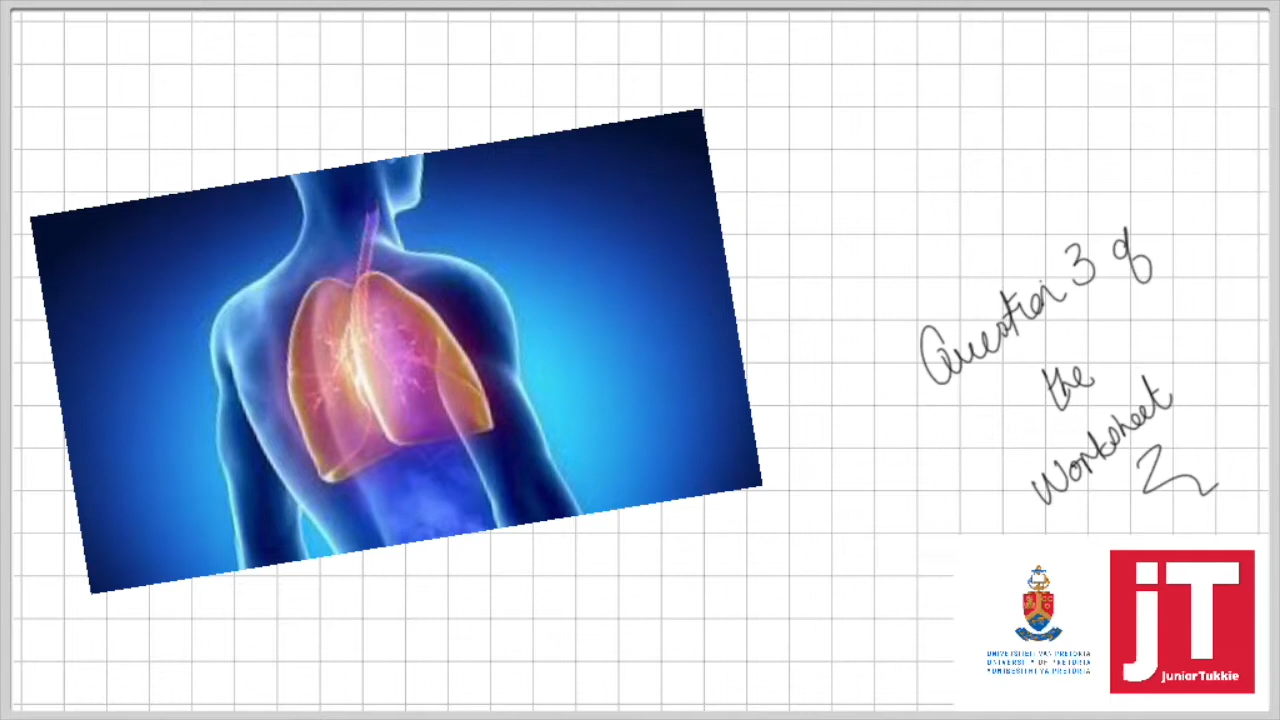 Question 3 of
the
Worksheet
UNIVERSITEIT VAN PRETORIA
UNIVERSITY OF PRETORIA
YUNIBESITHI YA PRETORIA
jT
JuniorTukkie